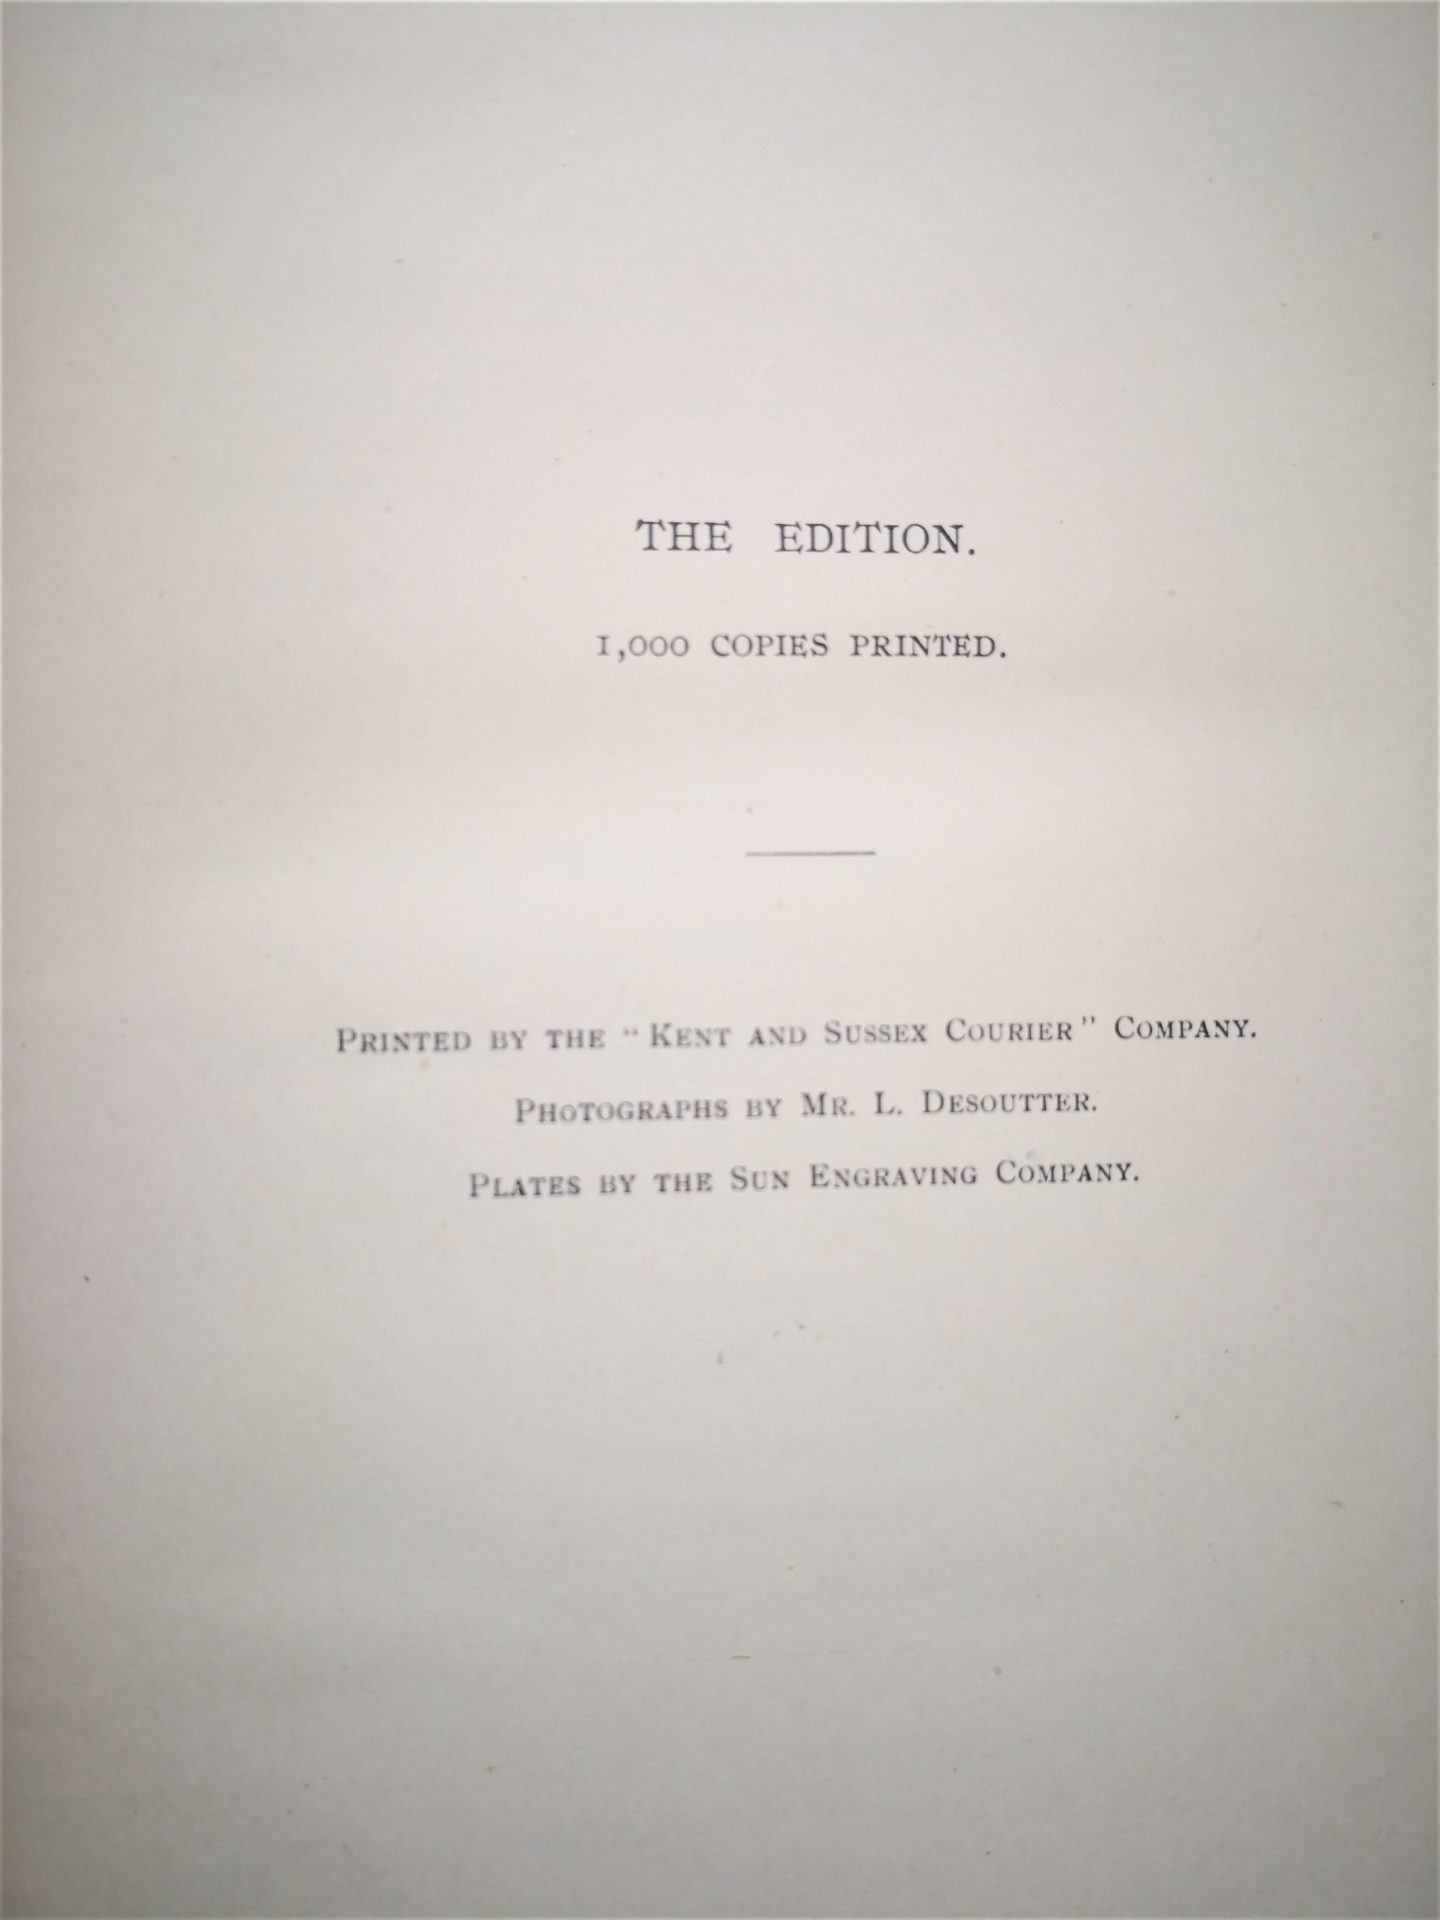 THE EDITION.
1,000 COPIES PRINTED.
PRINTED BY THE "KENT AND SUSSEX COURIER" COMPANY.
PHOTOGRAPHS BY MR. L. DESOUTTER.
PLATES BY THE SUN ENGRAVING COMPANY.